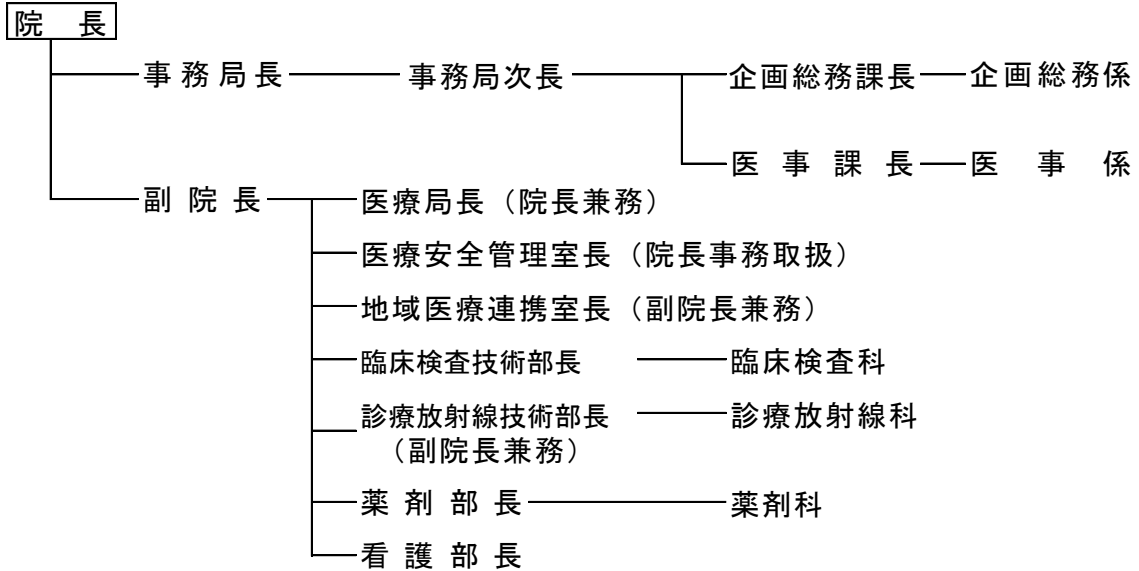 院 長
事務局長 事務局次長 企画総務課長 企画総務係
医事課長 医事係
副院長 医療局長（院長兼務）
医療安全管理室長（院長事務取扱）
地域医療連携室長（副院長兼務）
臨床検査技術部長 臨床検査科
診療放射線技術部長 診療放射線科
（副院長兼務）
薬剤部長 薬剤科
看護部長